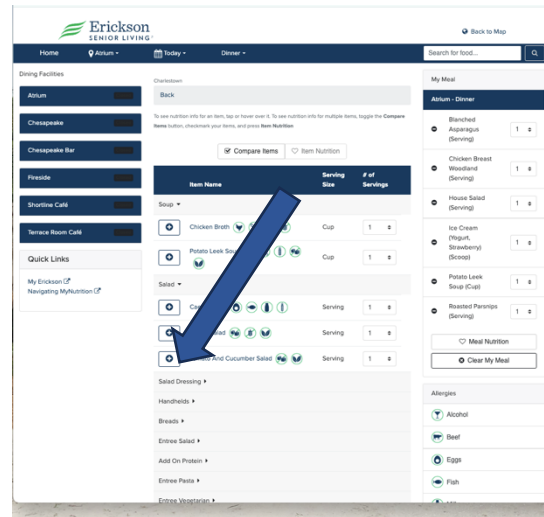 Erickson
SENIOR LIVING
Back to Map
Home
Atrium
Today
Dinner
Search for food...
Dining Facilities
Atrium
Chesapeake
Chesapeake Bar
Fireside
Shortline Café
Terrace Room Café
Quick Links
My Erickson
Navigating MyNutrition
Charlestown
Back
To see nutrition info for an item, tap or hover over it. To see nutrition info for multiple items, toggle the Compare
Items button, checkmark your items, and press Item Nutrition
Compare Items
Item Nutrition
Item Name
Serving
Size
# of
Servings
Soup
Chicken Broth
Cup
1
Potato Leek
Cup
1
Salad
Serving
1
Serving
1
And Cucumber Salad
Serving
1
Salad Dressing
Handhelds
Breads
Entree Salad
Add On Protein
Entree Pasta
Entree Vegetarian
My Meal
Atrium - Dinner
Blanched
Asparagus
(Serving)
1
Chicken Breast
Woodland
(Serving)
1
House Salad
(Serving)
1
Ice Cream
(Yogurt,
Strawberry)
(Scoop)
1
Potato Leek
Soup (Cup)
1
Roasted Parsnips
(Serving)
1
Meal Nutrition
Clear My Meal
Allergies
Alcohol
Beef
Eggs
Fish